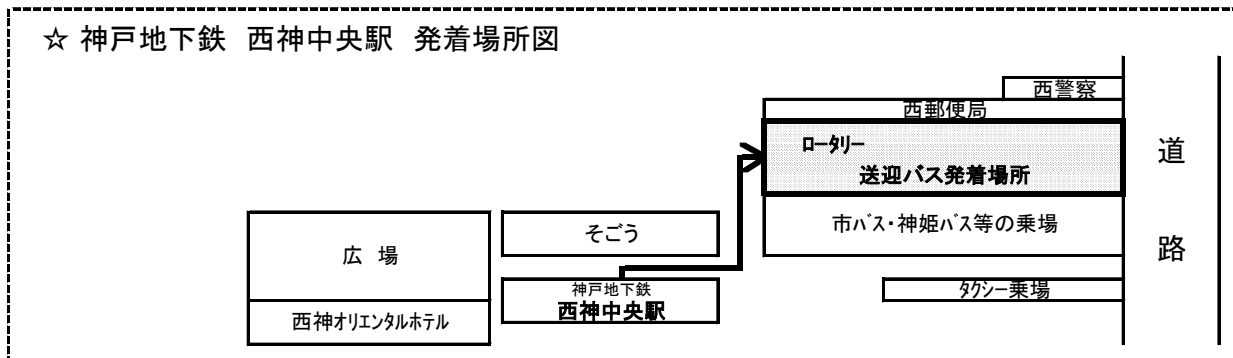 ☆ 神戸地下鉄 西神中央駅 発着場所図
西警察
西郵便局
ﾛｰﾀﾘｰ
送迎バス発着場所
道
路
市ﾊﾞｽ・神姫ﾊﾞｽ等の乗場
そごう
広 場
神戸地下鉄
西神中央駅
ﾀｸｼｰ乗場
西神ｵﾘｴﾝﾀﾙﾎﾃﾙ